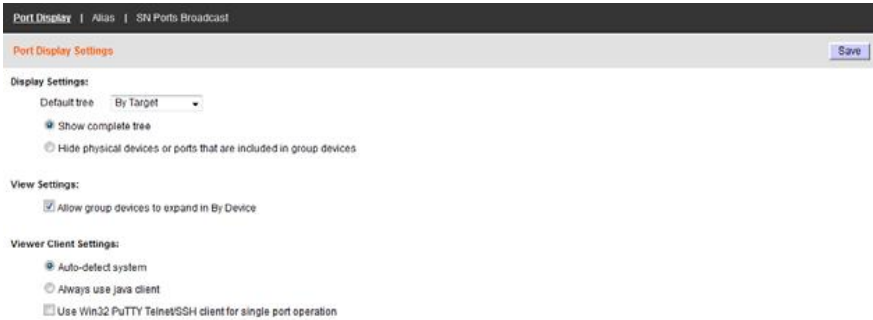 Port Display | Alias | SN Ports Broadcast
Port Display Settings
Save
Display Settings:
Default tree By Target
Show complete tree
Hide physical devices or ports that are included in group devices
View Settings:
Allow group devices to expand in By Device
Viewer Client Settings:
Auto-detect system
Always use java client
Use Win32 PuTTY Telnet/SSH client for single port operation